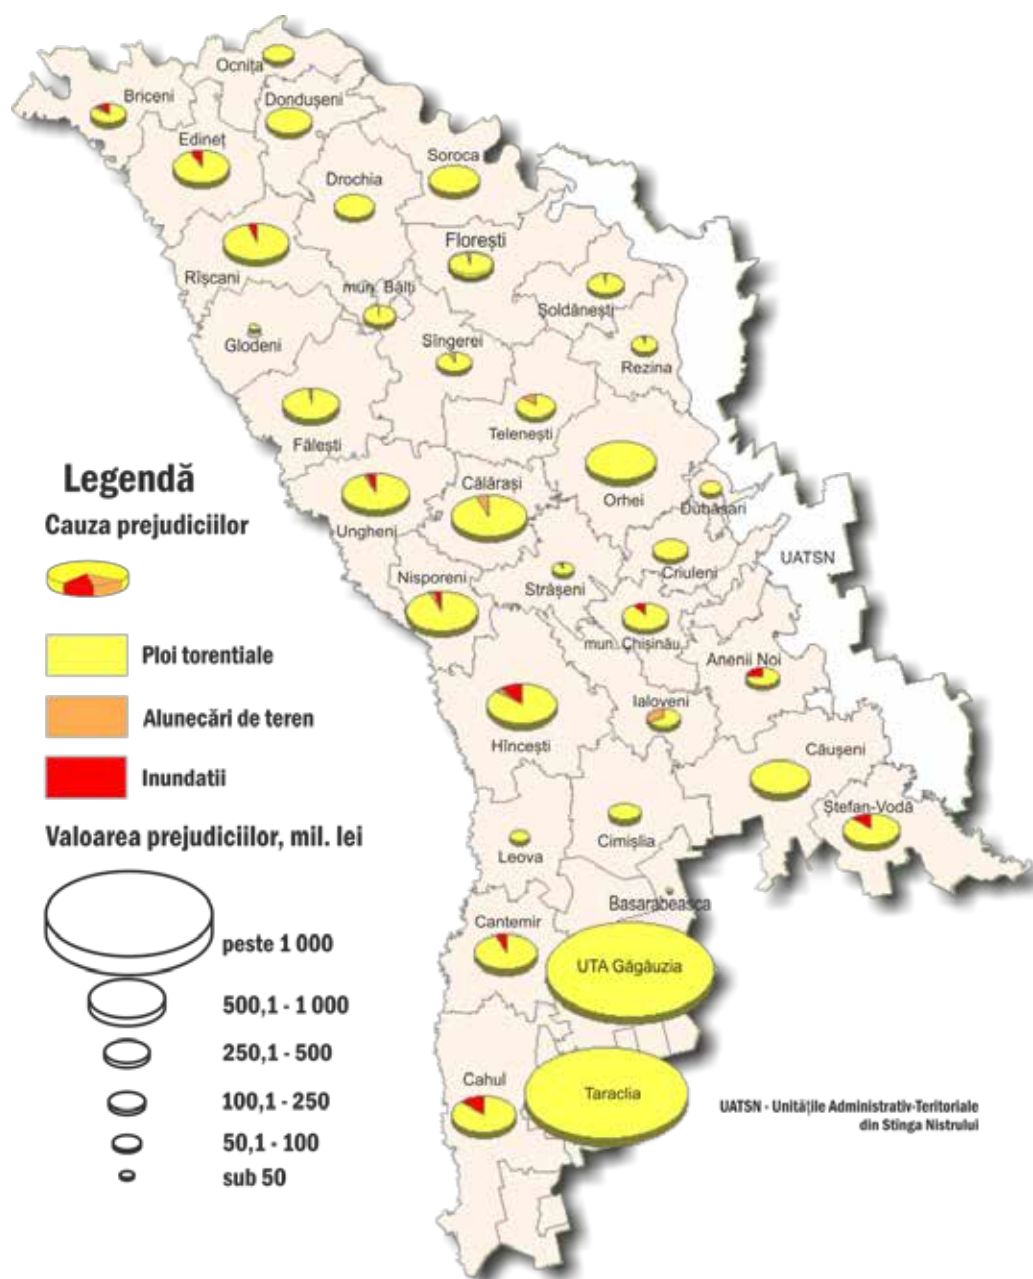 Ocnița
Briceni
Dondușeni
Edineț
Soroca
Drochia
Florești
Rîșcani
mun. Bălți
Șoldănești
Glodeni
Sîngerei
Rezina
Telenești
Fălești
Legendă
Călărași
Orhei
Dubăsari
Cauza prejudiciilor
Ungheni
UATSN
Nisporeni
Strășeni
Criuleni
mun. Chișinău
Ploi torentiale
Anenii Noi
Ialoveni
Alunecări de teren
Hîncești
Căușeni
Inundatii
Ștefan-Vodă
Valoarea prejudiciilor, mil. lei
Cimișlia
Leova
Basarabeasca
Cantemir
peste 1 000
UTA Găgăuzia
500,1 - 1 000
250,1 - 500
Cahul
Taraclia
100,1 - 250
UATSN - Unitățile Administrativ-Teritoriale
din Stînga Nistrului
50,1 - 100
sub 50